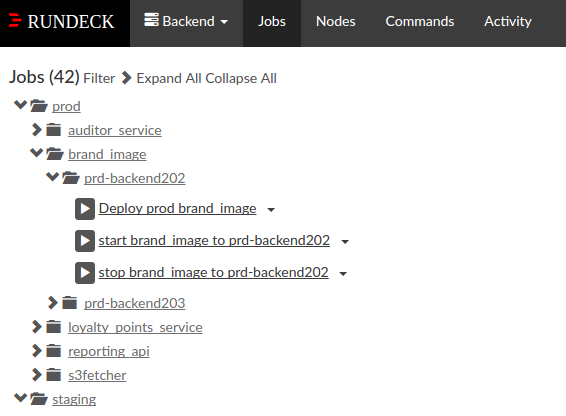 RUNDECK Backend Jobs Nodes Commands Activity
Jobs (42) Filter Expand All Collapse All
prod
auditor_service
brand_image
prd-backend202
Deploy prod brand_image
start brand_image to prd-backend202
stop brand_image to prd-backend202
prd-backend203
loyalty_points_service
reporting_api
s3fetcher
staging